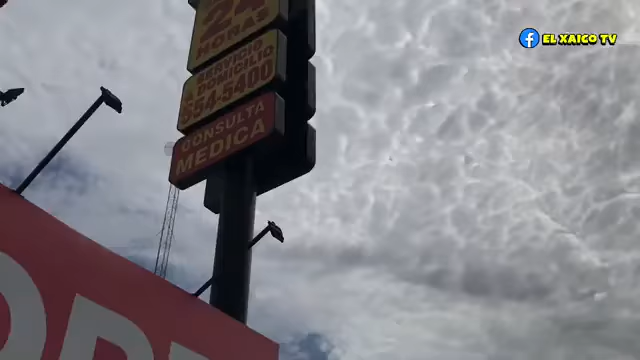 24
HORAS
SERVICIO
DOMICILIO
554-5400
CONSULTA
MEDICA
EL XAICO TV